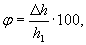 φ = Δh / h₁ · 100,